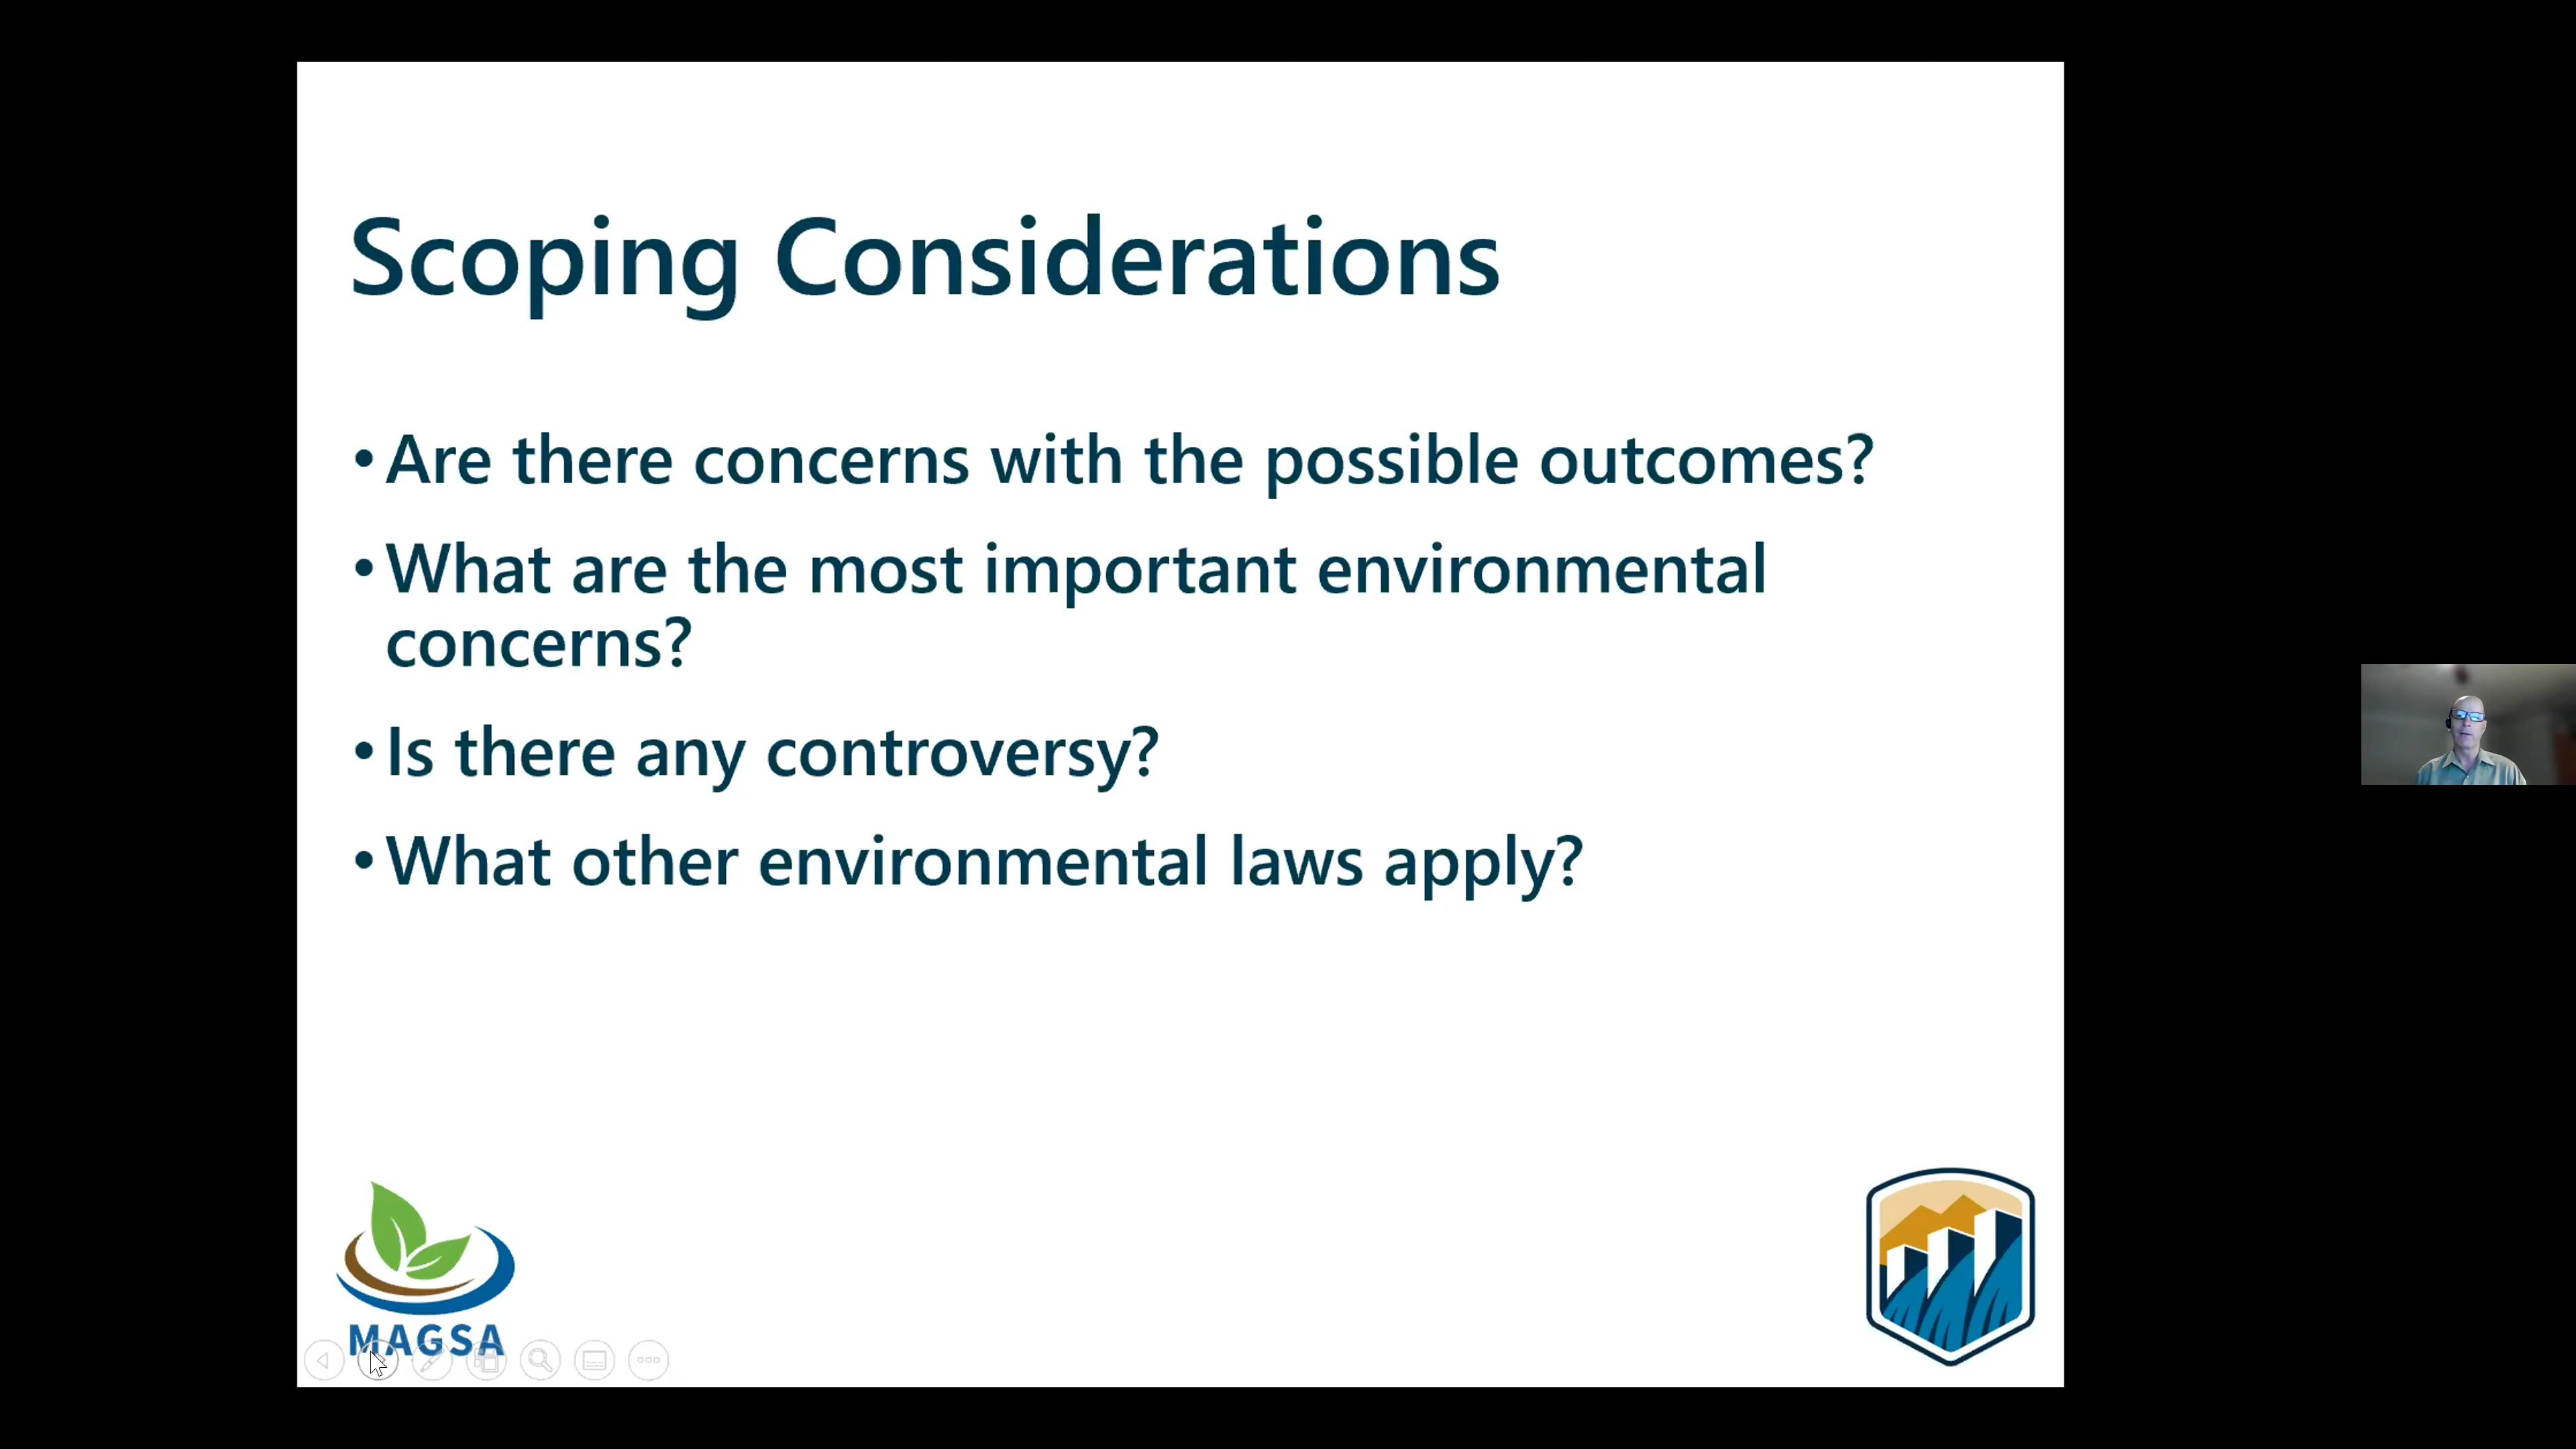 Scoping Considerations
• Are there concerns with the possible outcomes?
• What are the most important environmental
concerns?
• Is there any controversy?
• What other environmental laws apply?
MAGSA